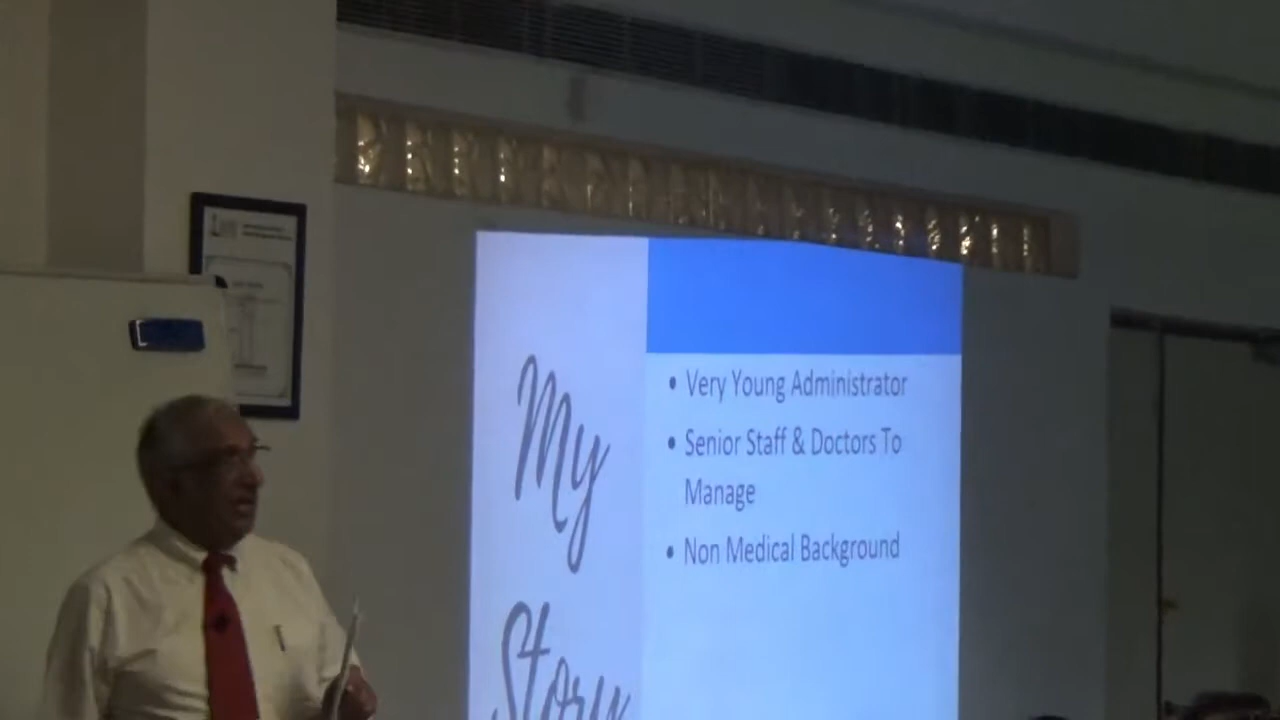 My
Story
• Very Young Administrator
• Senior Staff & Doctors To
Manage
• Non Medical Background